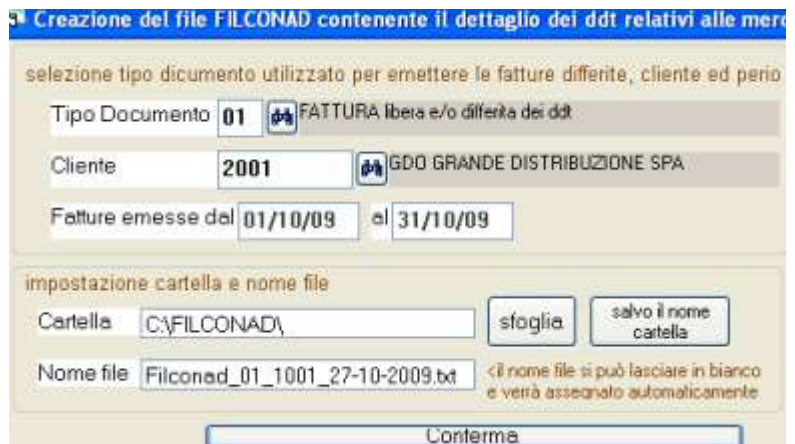 Creazione del file FILCONAD contenente il dettaglio dei ddt relativi alle merc
selezione tipo dicumento utilizzato per emettere le fatture differite, cliente ed perio
Tipo Documento 01 FATTURA libera e/o differita dei ddt
Cliente 2001 GDO GRANDE DISTRIBUZIONE SPA
Fatture emesse dal 01/10/09 al 31/10/09
impostazione cartella e nome file
Cartella C:\FILCONAD\ sfoglia salvo il nome cartella
Nome file Filconad_01_1001_27-10-2009.txt <il nome file si può lasciare in bianco
e verrà assegnato automaticamente
Conferma